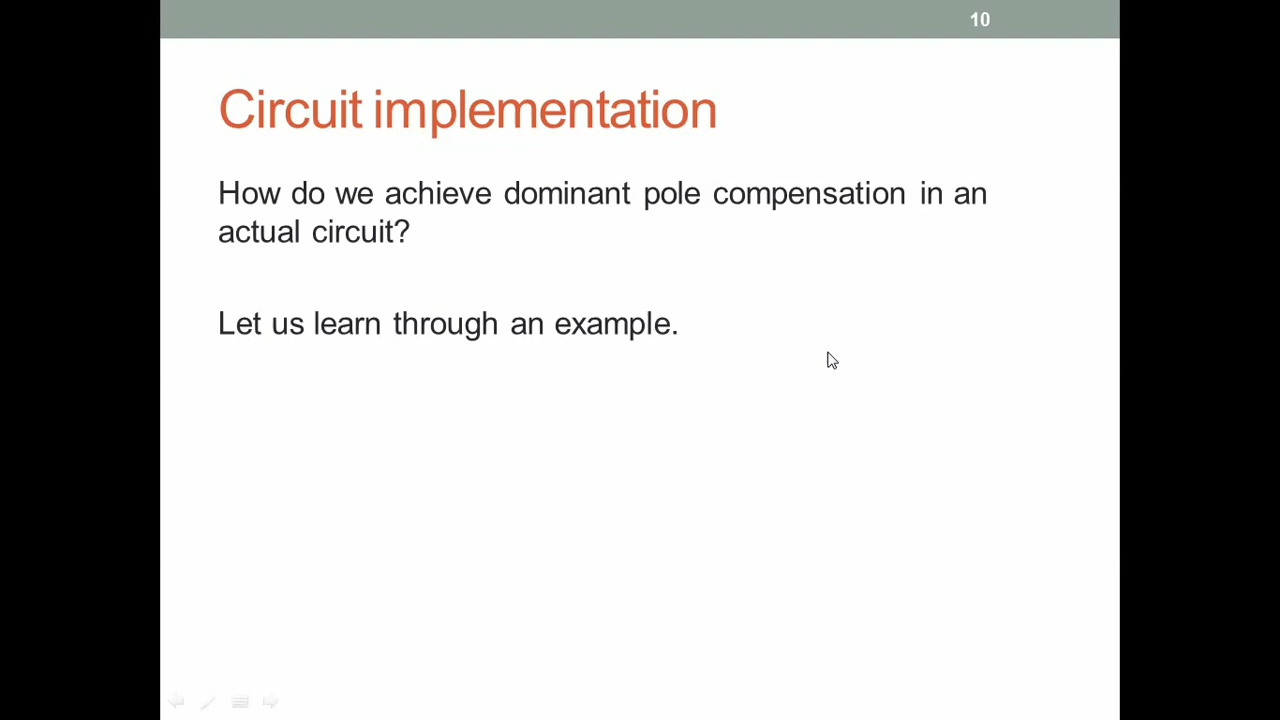 10
Circuit implementation
How do we achieve dominant pole compensation in an
actual circuit?
Let us learn through an example.